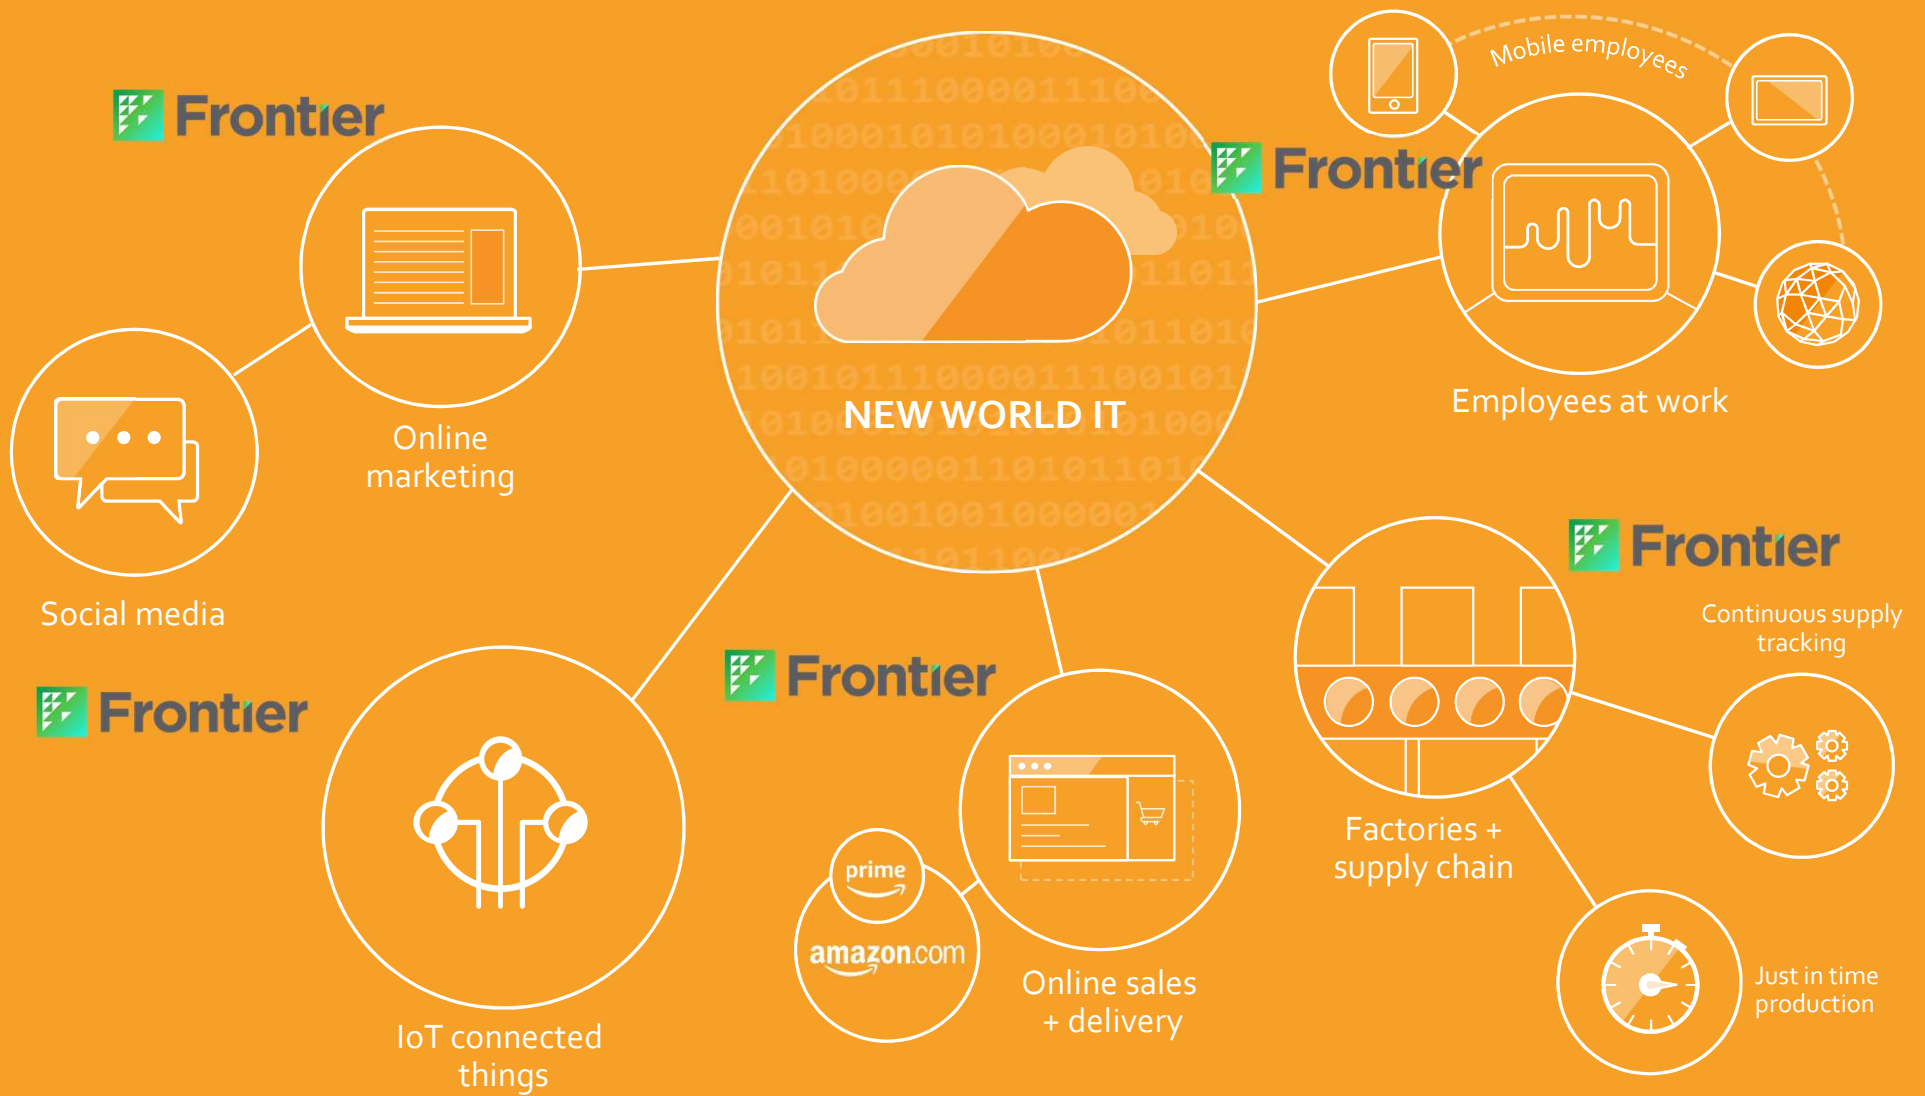 Frontier
Mobile employees
Frontier
NEW WORLD IT
Employees at work
Online
marketing
Social media
Frontier
Continuous supply
tracking
Frontier
Frontier
Factories +
supply chain
prime
amazon.com
Online sales
+ delivery
Just in time
production
IoT connected
things